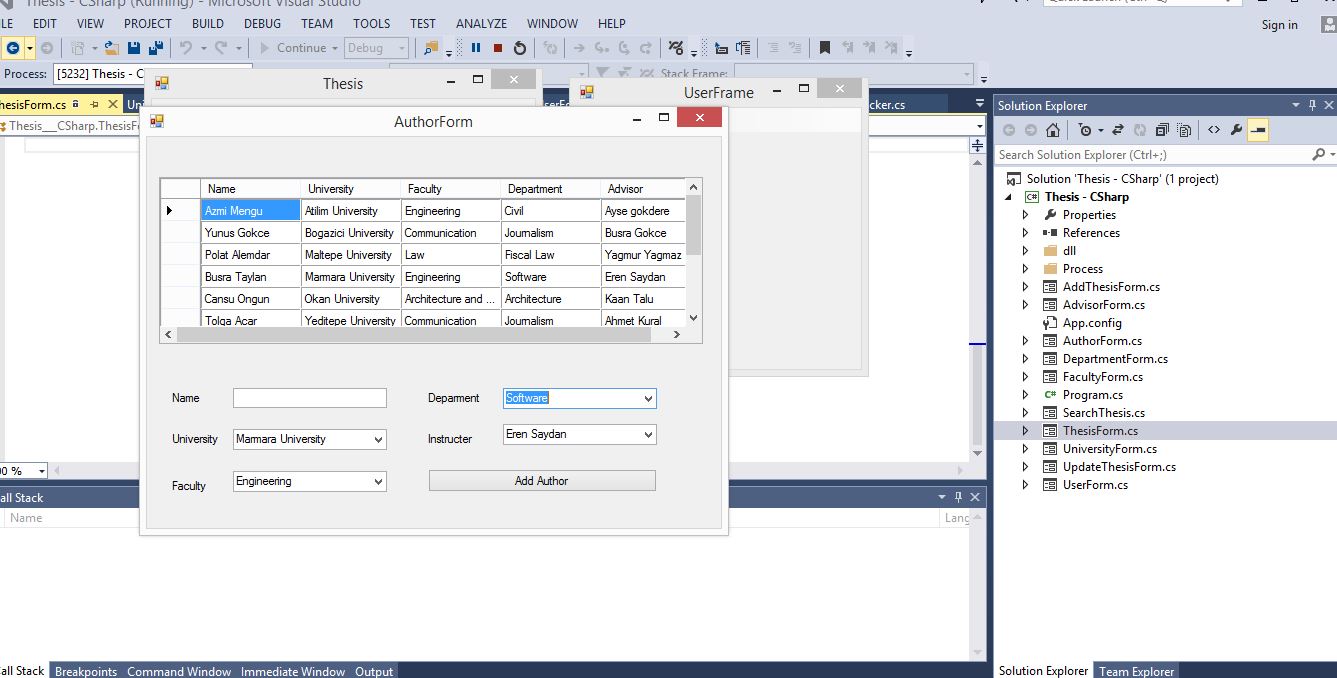 Thesis - CSharp (Running) - Microsoft Visual Studio
EDIT VIEW PROJECT BUILD DEBUG TEAM TOOLS TEST ANALYZE WINDOW HELP
Sign in
Continue Debug
Process: [5232] Thesis - C
Stack Frame:
Thesis
UserFrame
hesisForm.cs
Uni
serFo
cker.cs
Thesis___CSharp.ThesisFo
AuthorForm
Name University Faculty Department Advisor
Azmi Mengu Atilim University Engineering Civil Ayse gokdere
Yunus Gokce Bogazici University Communication Journalism Busra Gokce
Polat Alemdar Maltepe University Law Fiscal Law Yagmur Yagmaz
Busra Taylan Mamara University Engineering Software Eren Saydan
Cansu Ongun Okan University Architecture and ... Architecture Kaan Talu
Tolga Acar Yeditepe University Communication Journalism Ahmet Kural
Name
Deparment Software
University Mamara University
Instructer Eren Saydan
Faculty Engineering
Add Author
00 %
all Stack
Name
Lang
all Stack Breakpoints Command Window Immediate Window Output
Solution Explorer
Search Solution Explorer (Ctrl+;)
Solution 'Thesis - CSharp' (1 project)
Thesis - CSharp
Properties
References
dll
Process
AddThesisForm.cs
AdvisorForm.cs
App.config
AuthorForm.cs
DepartmentForm.cs
FacultyForm.cs
C# Program.cs
SearchThesis.cs
ThesisForm.cs
UniversityForm.cs
UpdateThesisForm.cs
UserForm.cs
Solution Explorer Team Explorer